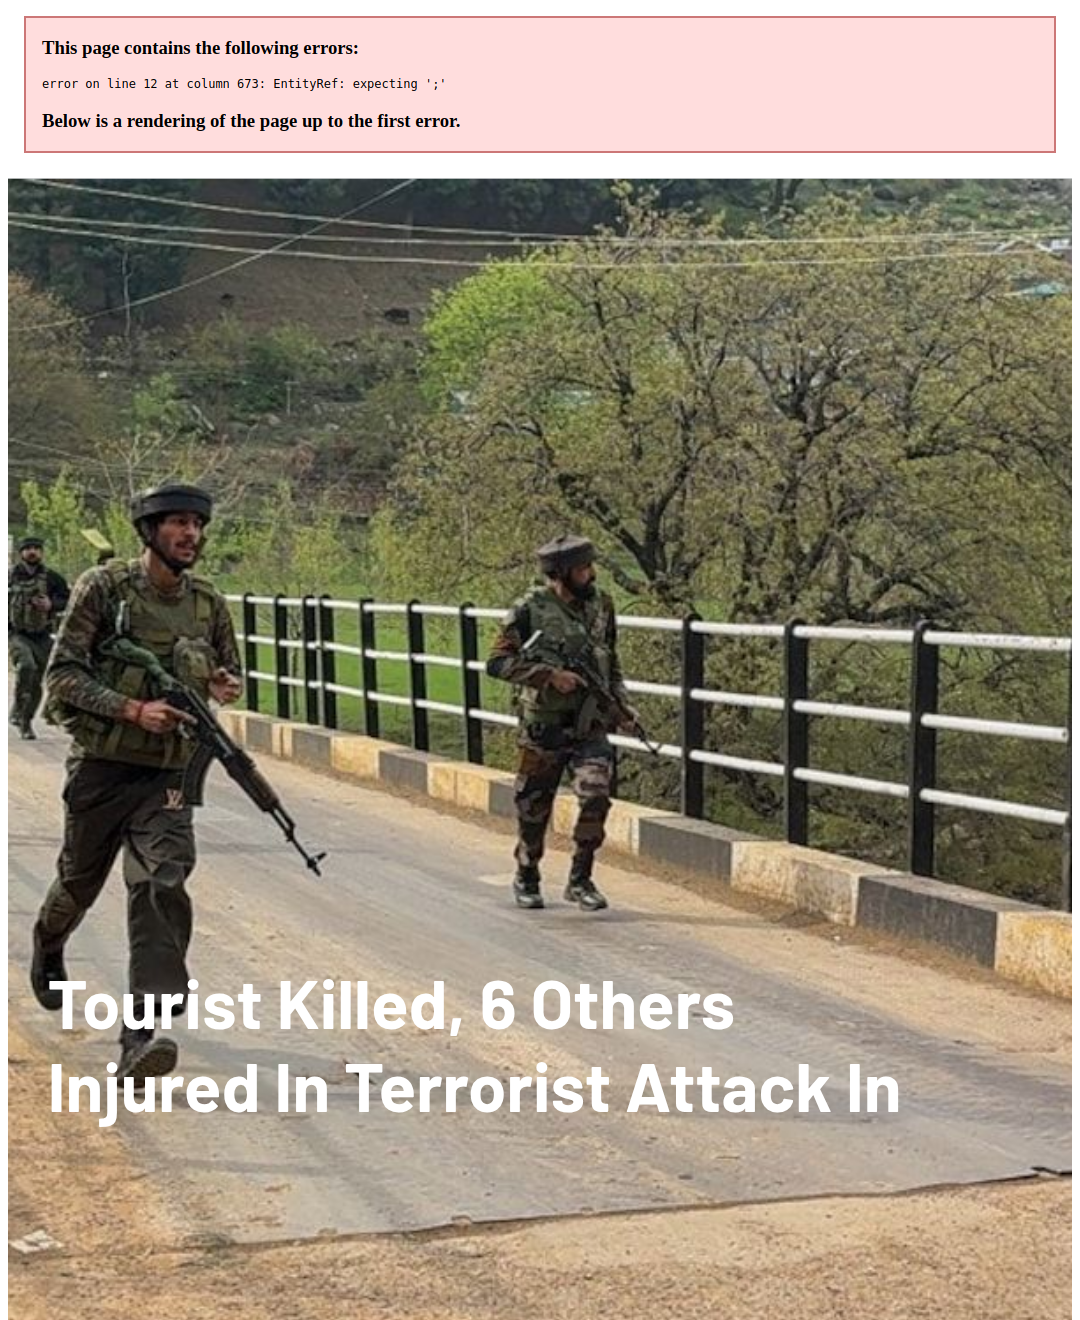 This page contains the following errors:
error on line 12 at column 673: EntityRef: expecting ';'
Below is a rendering of the page up to the first error.
Tourist Killed, 6 Others
Injured In Terrorist Attack In